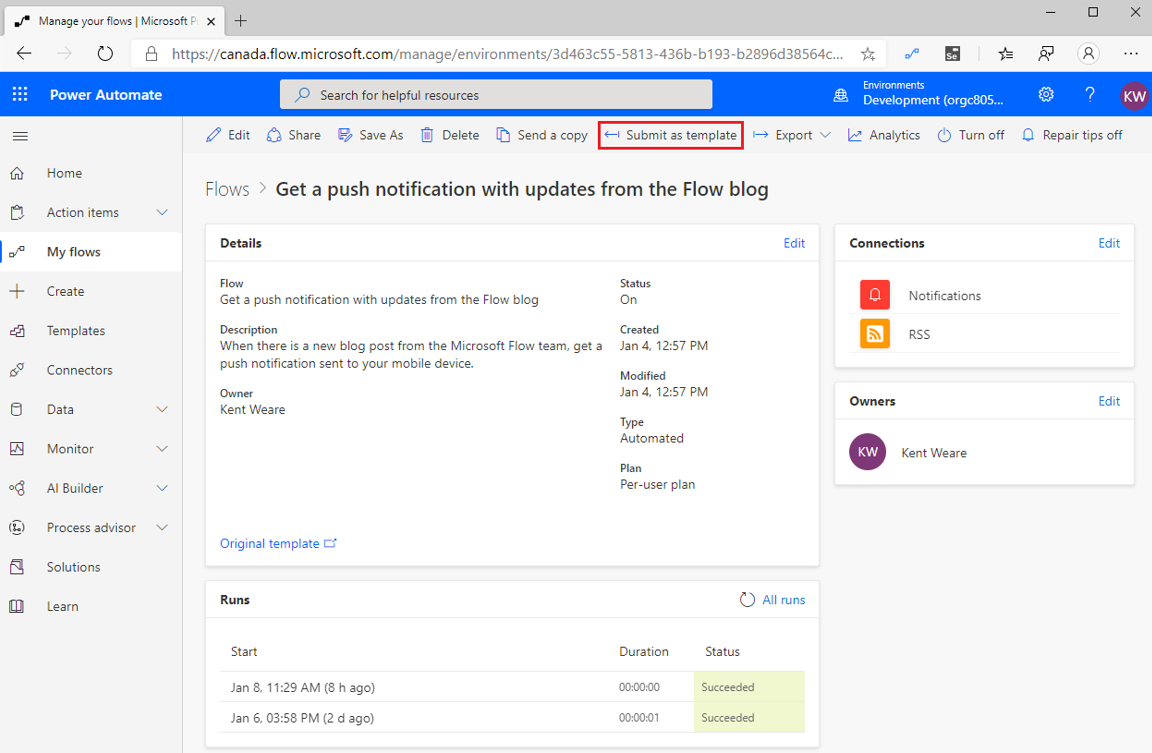 Manage your flows | Microsoft P
https://canada.flow.microsoft.com/manage/environments/3d463c55-5813-436b-b193-b2896d38564c...
Se
Power Automate
Search for helpful resources
Environments
Development (orgc805...
?
KW
Edit
Share
Save As
Delete
Send a copy
Submit as template
Export
Analytics
Turn off
Repair tips off
Home
Action items
My flows
Create
Templates
Connectors
Data
Monitor
AI Builder
Process advisor
Solutions
Learn
Flows > Get a push notification with updates from the Flow blog
Details
Edit
Flow
Get a push notification with updates from the Flow blog
Description
When there is a new blog post from the Microsoft Flow team, get a
push notification sent to your mobile device.
Owner
Kent Weare
Status
On
Created
Jan 4, 12:57 PM
Modified
Jan 4, 12:57 PM
Type
Automated
Plan
Per-user plan
Original template
Connections
Edit
Notifications
RSS
Owners
Edit
KW
Kent Weare
Runs
All runs
Start Duration Status
Jan 8, 11:29 AM (8 h ago) 00:00:00 Succeeded
Jan 6, 03:58 PM (2 d ago) 00:00:01 Succeeded